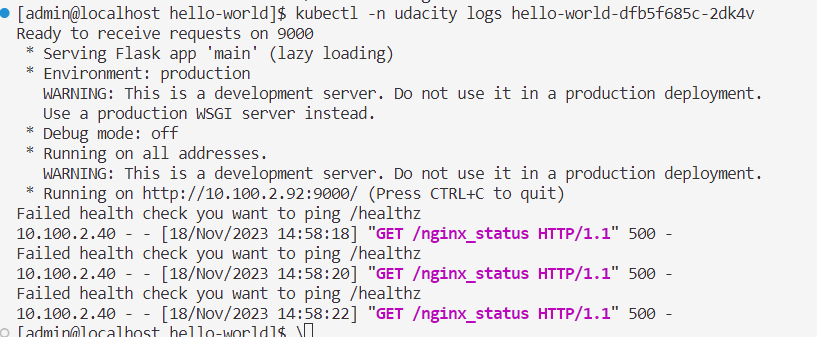 [admin@localhost hello-world]$ kubectl -n udacity logs hello-world-dfb5f685c-2dk4v
Ready to receive requests on 9000
 * Serving Flask app 'main' (lazy loading)
 * Environment: production
   WARNING: This is a development server. Do not use it in a production deployment.
   Use a production WSGI server instead.
 * Debug mode: off
 * Running on all addresses.
   WARNING: This is a development server. Do not use it in a production deployment.
 * Running on http://10.100.2.92:9000/ (Press CTRL+C to quit)
Failed health check you want to ping /healthz
10.100.2.40 - - [18/Nov/2023 14:58:18] "GET /nginx_status HTTP/1.1" 500 -
Failed health check you want to ping /healthz
10.100.2.40 - - [18/Nov/2023 14:58:20] "GET /nginx_status HTTP/1.1" 500 -
Failed health check you want to ping /healthz
10.100.2.40 - - [18/Nov/2023 14:58:22] "GET /nginx_status HTTP/1.1" 500 -
[admin@localhost hello-world]$ \